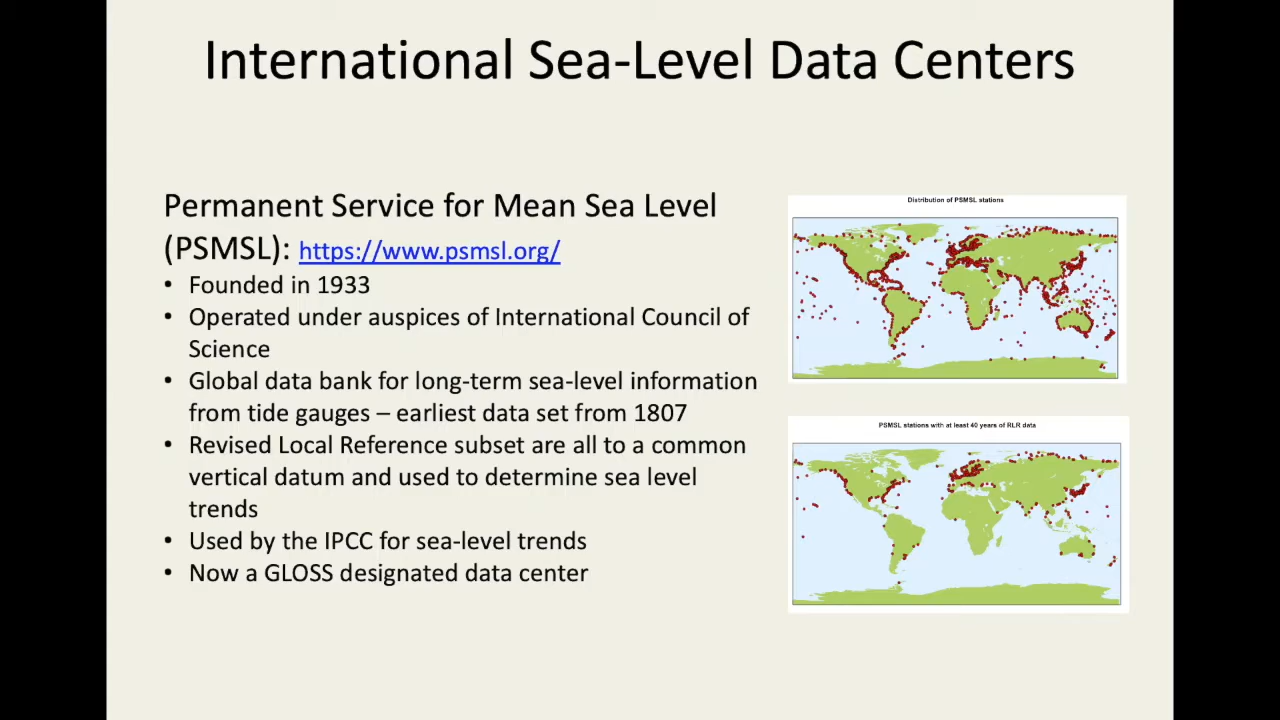 International Sea-Level Data Centers
Permanent Service for Mean Sea Level
(PSMSL): https://www.psmsl.org/
• Founded in 1933
• Operated under auspices of International Council of
Science
• Global data bank for long-term sea-level information
from tide gauges – earliest data set from 1807
• Revised Local Reference subset are all to a common
vertical datum and used to determine sea level
trends
• Used by the IPCC for sea-level trends
• Now a GLOSS designated data center
Distribution of PSMSL stations
PSMSL stations with at least 40 years of RLR data